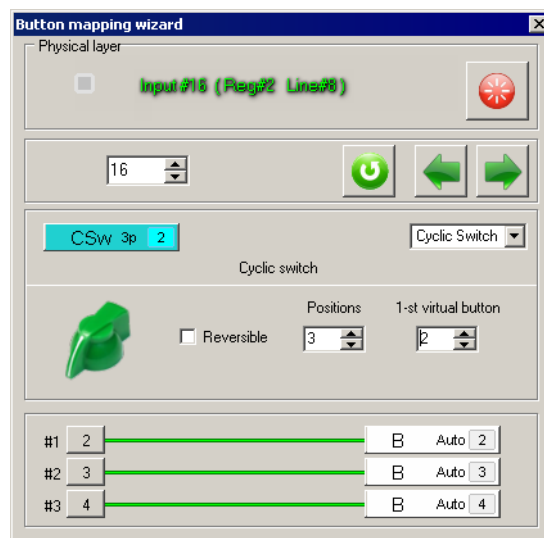 Button mapping wizard
Physical layer
Input #16 (Reg#2 Line#8)
16
CSw 3p 2 Cyclic Switch
Cyclic switch
Positions 1-st virtual button
Reversible 3 2
#1 2 B Auto 2
#2 3 B Auto 3
#3 4 B Auto 4